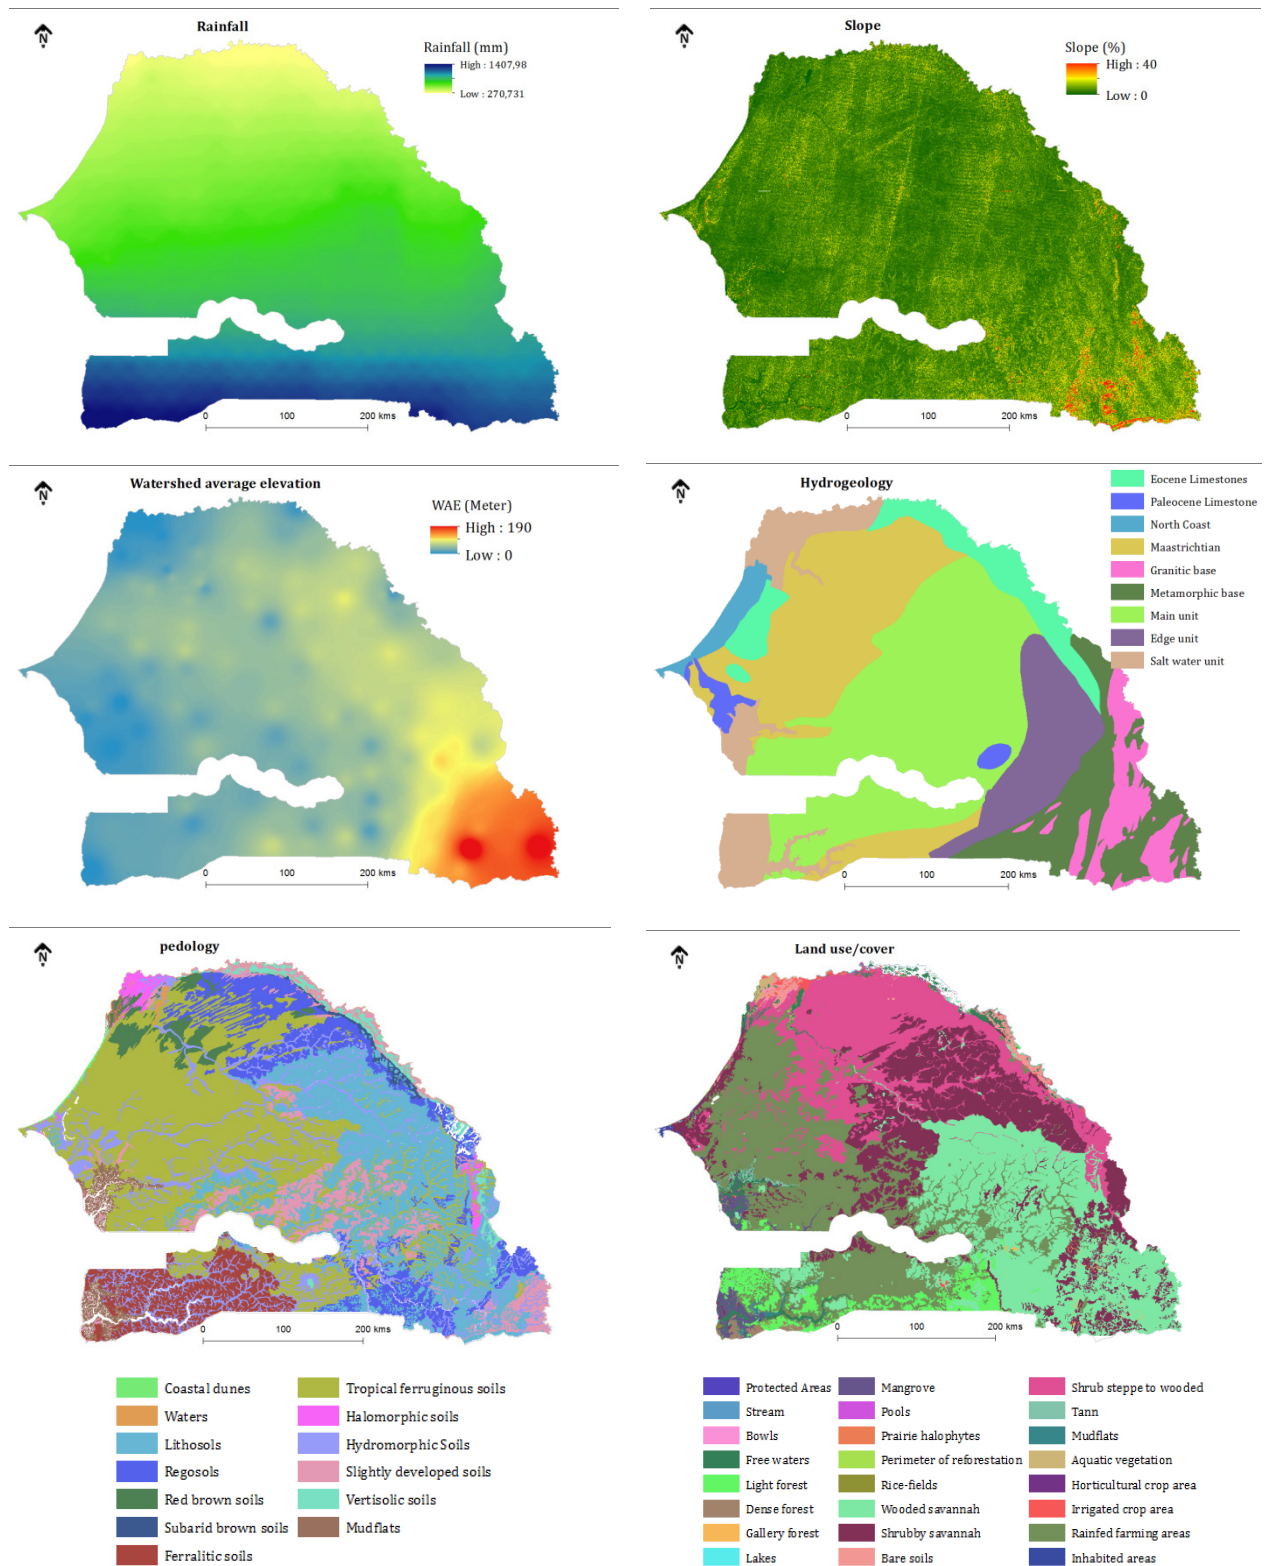 Rainfall
N
Rainfall (mm)
High : 1407,98
Low : 270,731
0 100 200 kms
Slope
N
Slope (%)
High : 40
Low : 0
0 100 200 kms
Watershed average elevation
N
WAE (Meter)
High : 190
Low : 0
0 100 200 kms
Hydrogeology
N
Eocene Limestones
Paleocene Limestone
North Coast
Maastrichtian
Granitic base
Metamorphic base
Main unit
Edge unit
Salt water unit
0 100 200 kms
pedology
N
0 100 200 kms
Coastal dunes
Waters
Lithosols
Regosols
Red brown soils
Subarid brown soils
Ferralitic soils
Tropical ferruginous soils
Halomorphic soils
Hydromorphic Soils
Slightly developed soils
Vertisolic soils
Mudflats
Land use/cover
N
0 100 200 kms
Protected Areas
Stream
Bowls
Free waters
Light forest
Dense forest
Gallery forest
Lakes
Mangrove
Pools
Prairie halophytes
Perimeter of reforestation
Rice-fields
Wooded savannah
Shrubby savannah
Bare soils
Shrub steppe to wooded
Tann
Mudflats
Aquatic vegetation
Horticultural crop area
Irrigated crop area
Rainfed farming areas
Inhabited areas